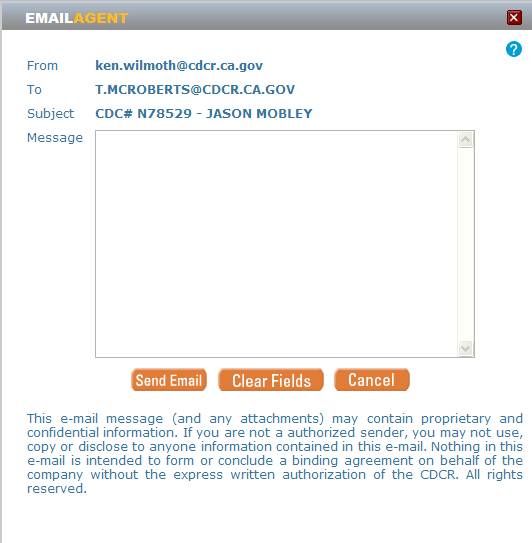 EMAILAGENT
From ken.wilmoth@cdcr.ca.gov
To T.MCROBERTS@CDCR.CA.GOV
Subject CDC# N78529 - JASON MOBLEY
Message
Send Email Clear Fields Cancel
This e-mail message (and any attachments) may contain proprietary and
confidential information. If you are not a authorized sender, you may not use,
copy or disclose to anyone information contained in this e-mail. Nothing in this
e-mail is intended to form or conclude a binding agreement on behalf of the
company without the express written authorization of the CDCR. All rights
reserved.